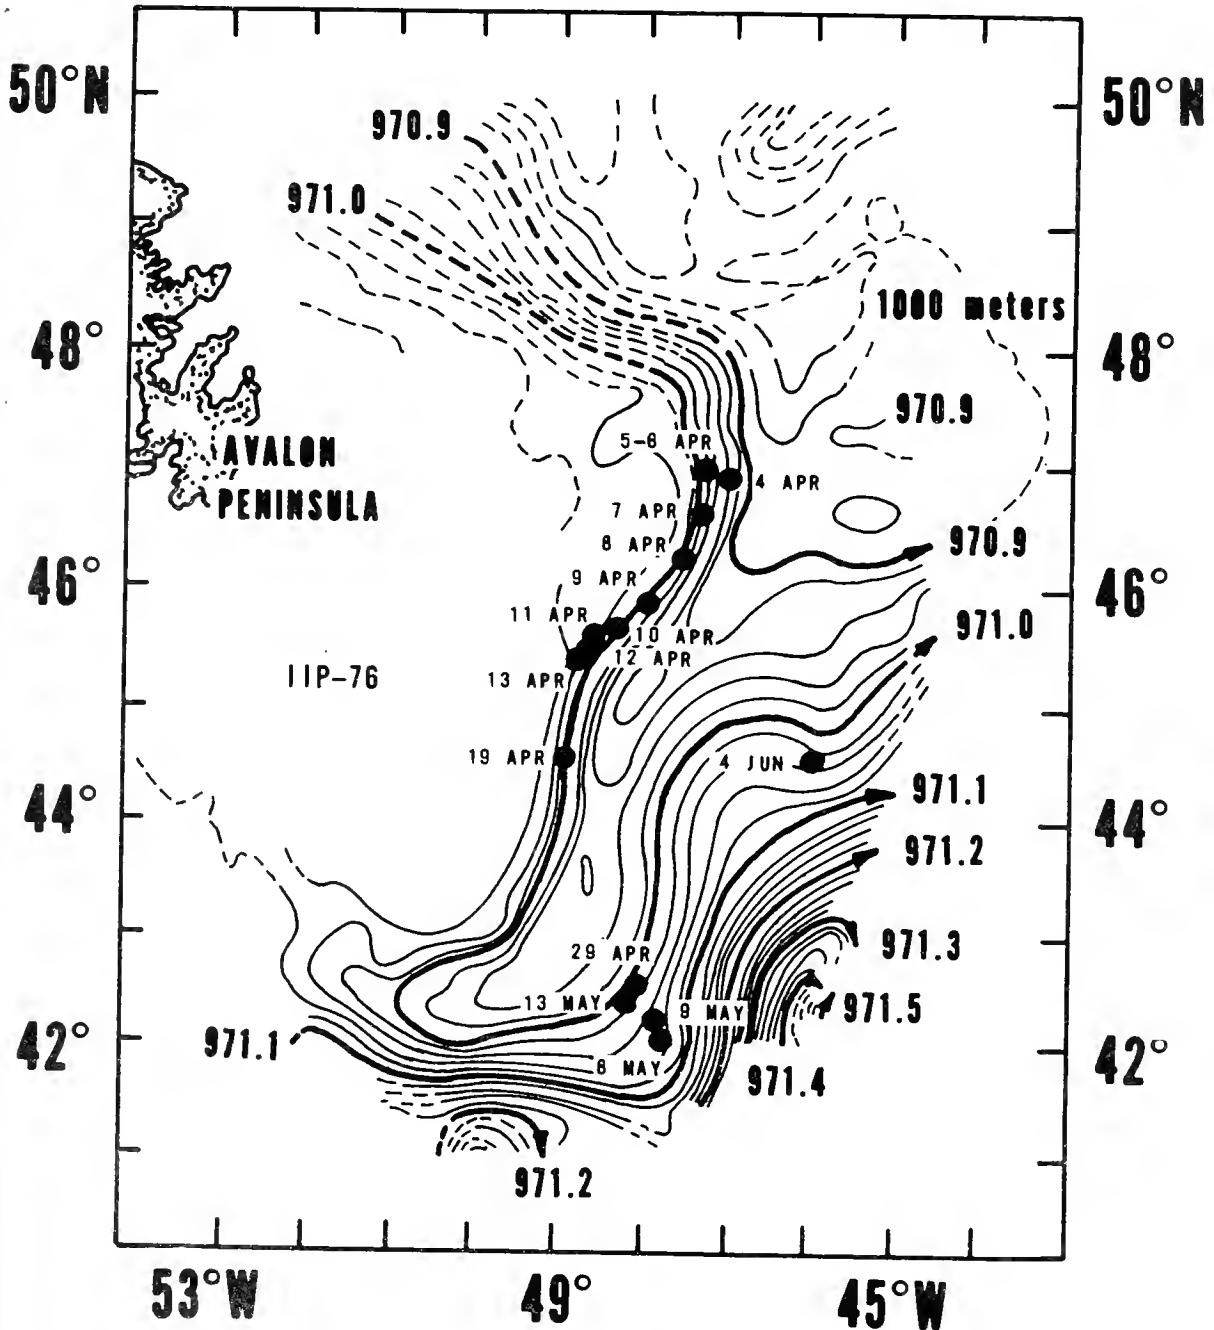 50°N
50°N
970.9
971.0
1000 meters
48°
48°
970.9
5-6 APR
AVALON
PENINSULA
4 APR
7 APR
8 APR
970.9
46°
46°
9 APR
11 APR
10 APR
971.0
12 APR
IIP-76
13 APR
19 APR
4 JUN
971.1
44°
44°
971.2
29 APR
971.3
13 MAY
9 MAY
971.5
42°
42°
971.1
6 MAY
971.4
971.2
53°W
49°
45°W